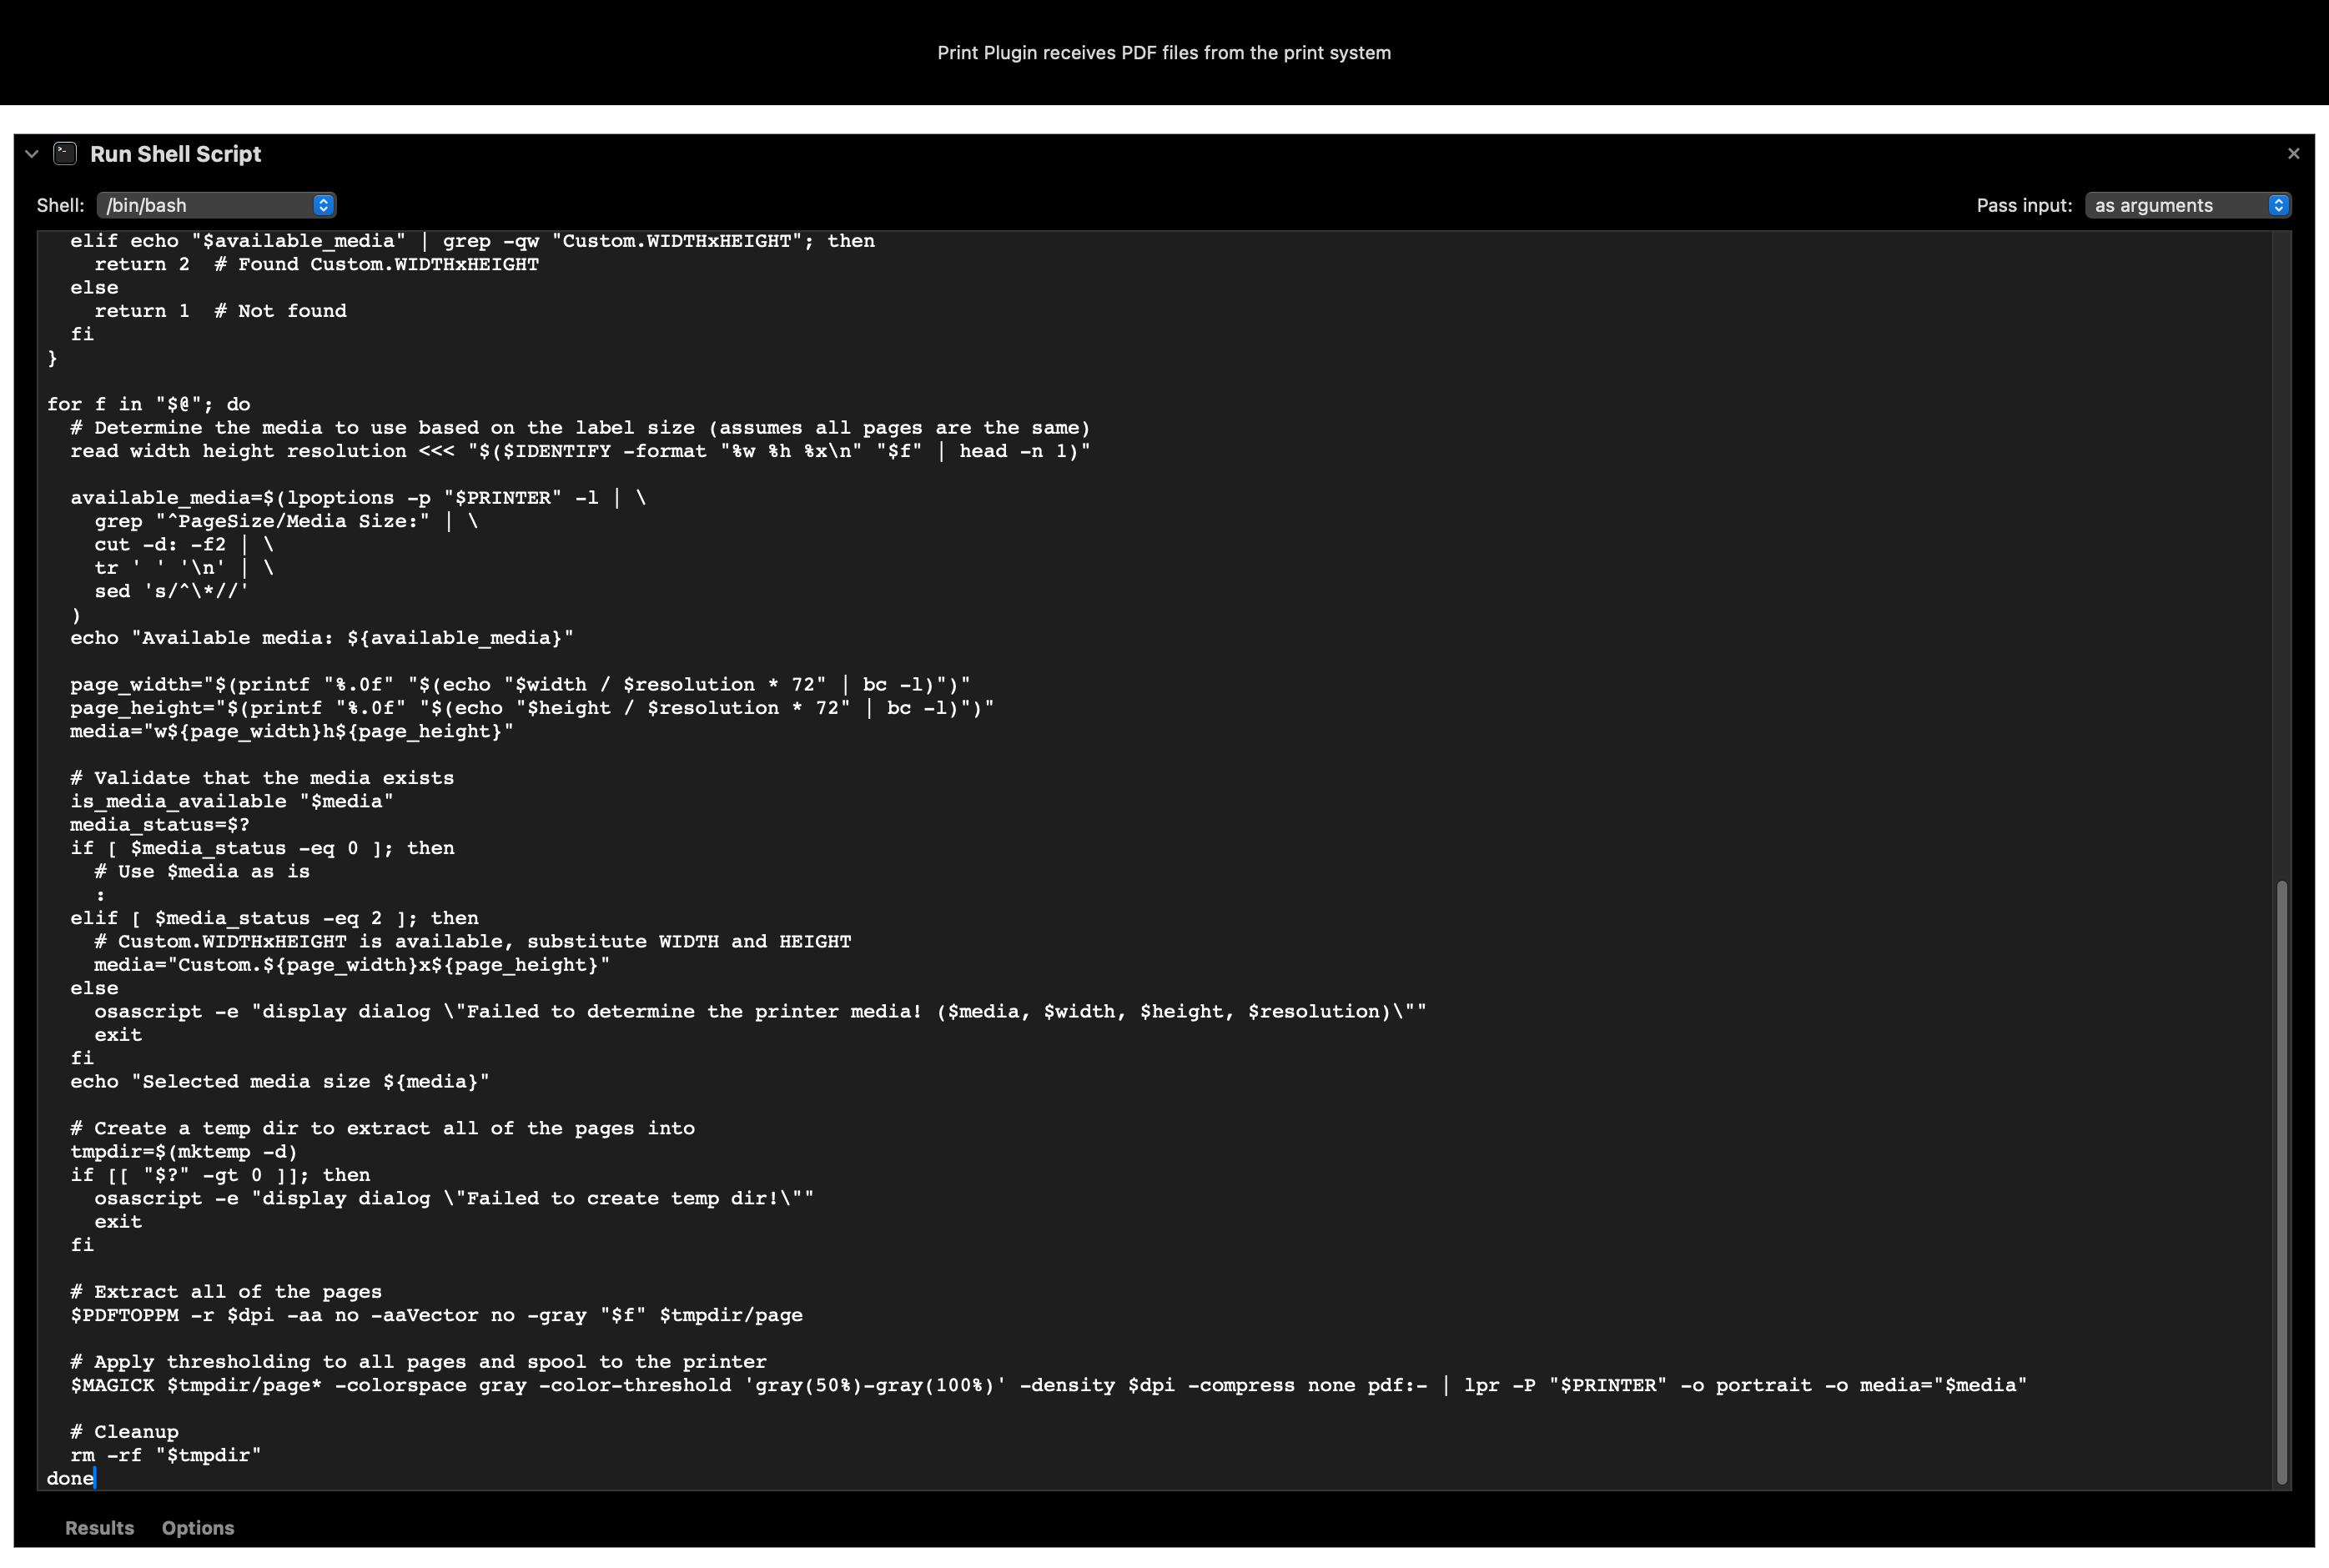 Print Plugin receives PDF files from the print system
Run Shell Script
Shell: /bin/bash Pass input: as arguments
  elif echo "$available_media" | grep -qw "Custom.WIDTHxHEIGHT"; then
    return 2  # Found Custom.WIDTHxHEIGHT
  else
    return 1  # Not found
  fi
}
for f in "$@"; do
  # Determine the media to use based on the label size (assumes all pages are the same)
  read width height resolution <<< "$($IDENTIFY -format "%w %h %x\n" "$f" | head -n 1)"
  available_media=$(lpoptions -p "$PRINTER" -l | \
    grep "^PageSize/Media Size:" | \
    cut -d: -f2 | \
    tr ' ' '\n' | \
    sed 's/^\*//'
  )
  echo "Available media: ${available_media}"
  page_width="$(printf "%.0f" "$(echo "$width / $resolution * 72" | bc -l)")"
  page_height="$(printf "%.0f" "$(echo "$height / $resolution * 72" | bc -l)")"
  media="w${page_width}h${page_height}"
  # Validate that the media exists
  is_media_available "$media"
  media_status=$?
  if [ $media_status -eq 0 ]; then
    # Use $media as is
    :
  elif [ $media_status -eq 2 ]; then
    # Custom.WIDTHxHEIGHT is available, substitute WIDTH and HEIGHT
    media="Custom.${page_width}x${page_height}"
  else
    osascript -e "display dialog \"Failed to determine the printer media! ($media, $width, $height, $resolution)\""
    exit
  fi
  echo "Selected media size ${media}"
  # Create a temp dir to extract all of the pages into
  tmpdir=$(mktemp -d)
  if [[ "$?" -gt 0 ]]; then
    osascript -e "display dialog \"Failed to create temp dir!\""
    exit
  fi
  # Extract all of the pages
  $PDFTOPPM -r $dpi -aa no -aaVector no -gray "$f" $tmpdir/page
  # Apply thresholding to all pages and spool to the printer
  $MAGICK $tmpdir/page* -colorspace gray -color-threshold 'gray(50%)-gray(100%)' -density $dpi -compress none pdf:- | lpr -P "$PRINTER" -o portrait -o media="$media"
  # Cleanup
  rm -rf "$tmpdir"
done
Results Options